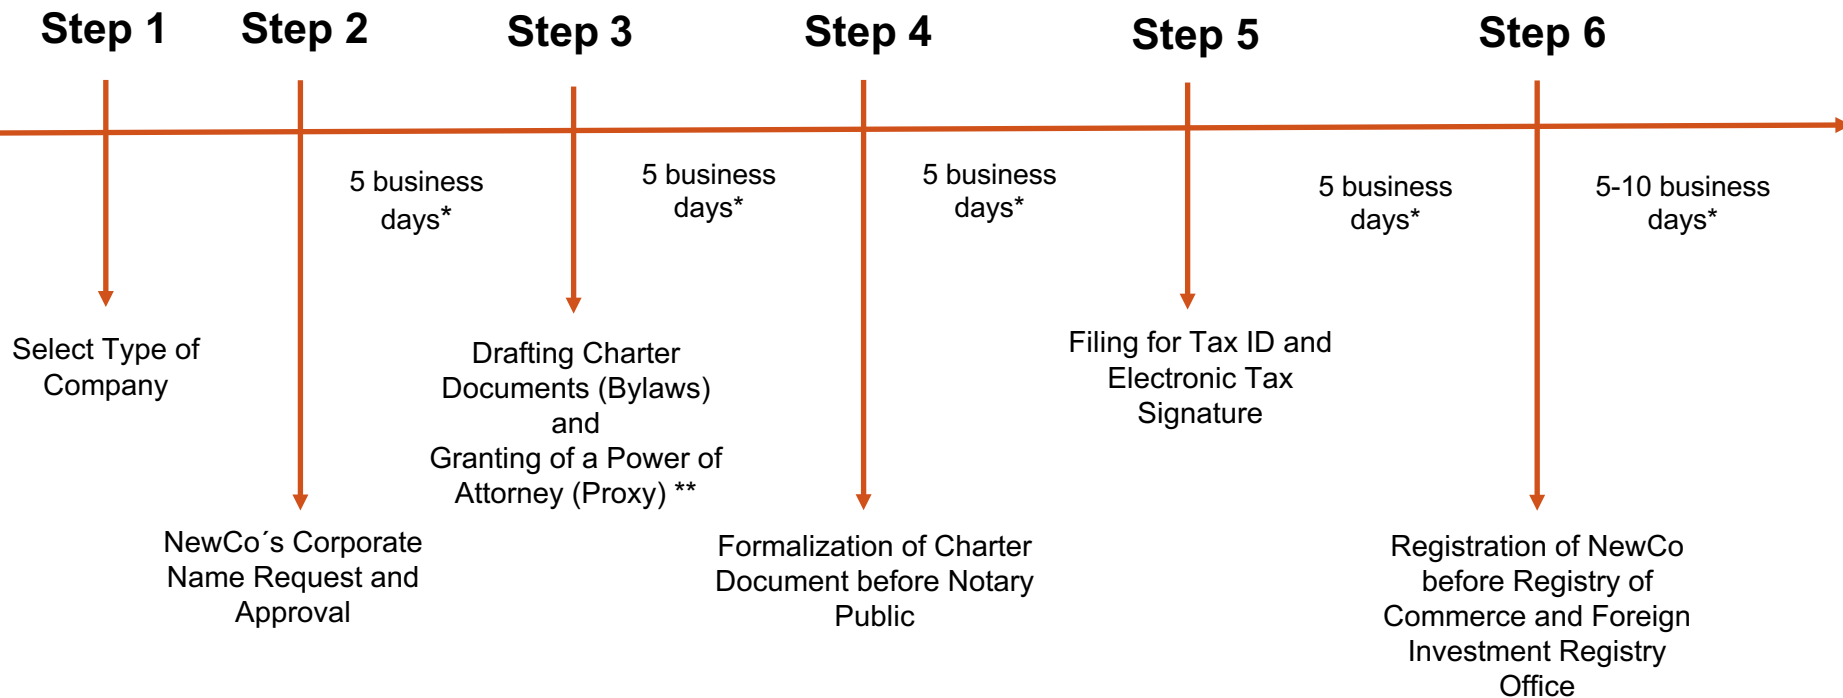 Step 1
Step 2
Step 3
Step 4
Step 5
Step 6
5 business
days*
5 business
days*
5 business
days*
5 business
days*
5-10 business
days*
Select Type of
Company
NewCo´s Corporate
Name Request and
Approval
Drafting Charter
Documents (Bylaws)
and
Granting of a Power of
Attorney (Proxy) **
Formalization of Charter
Document before Notary
Public
Filing for Tax ID and
Electronic Tax
Signature
Registration of NewCo
before Registry of
Commerce and Foreign
Investment Registry
Office